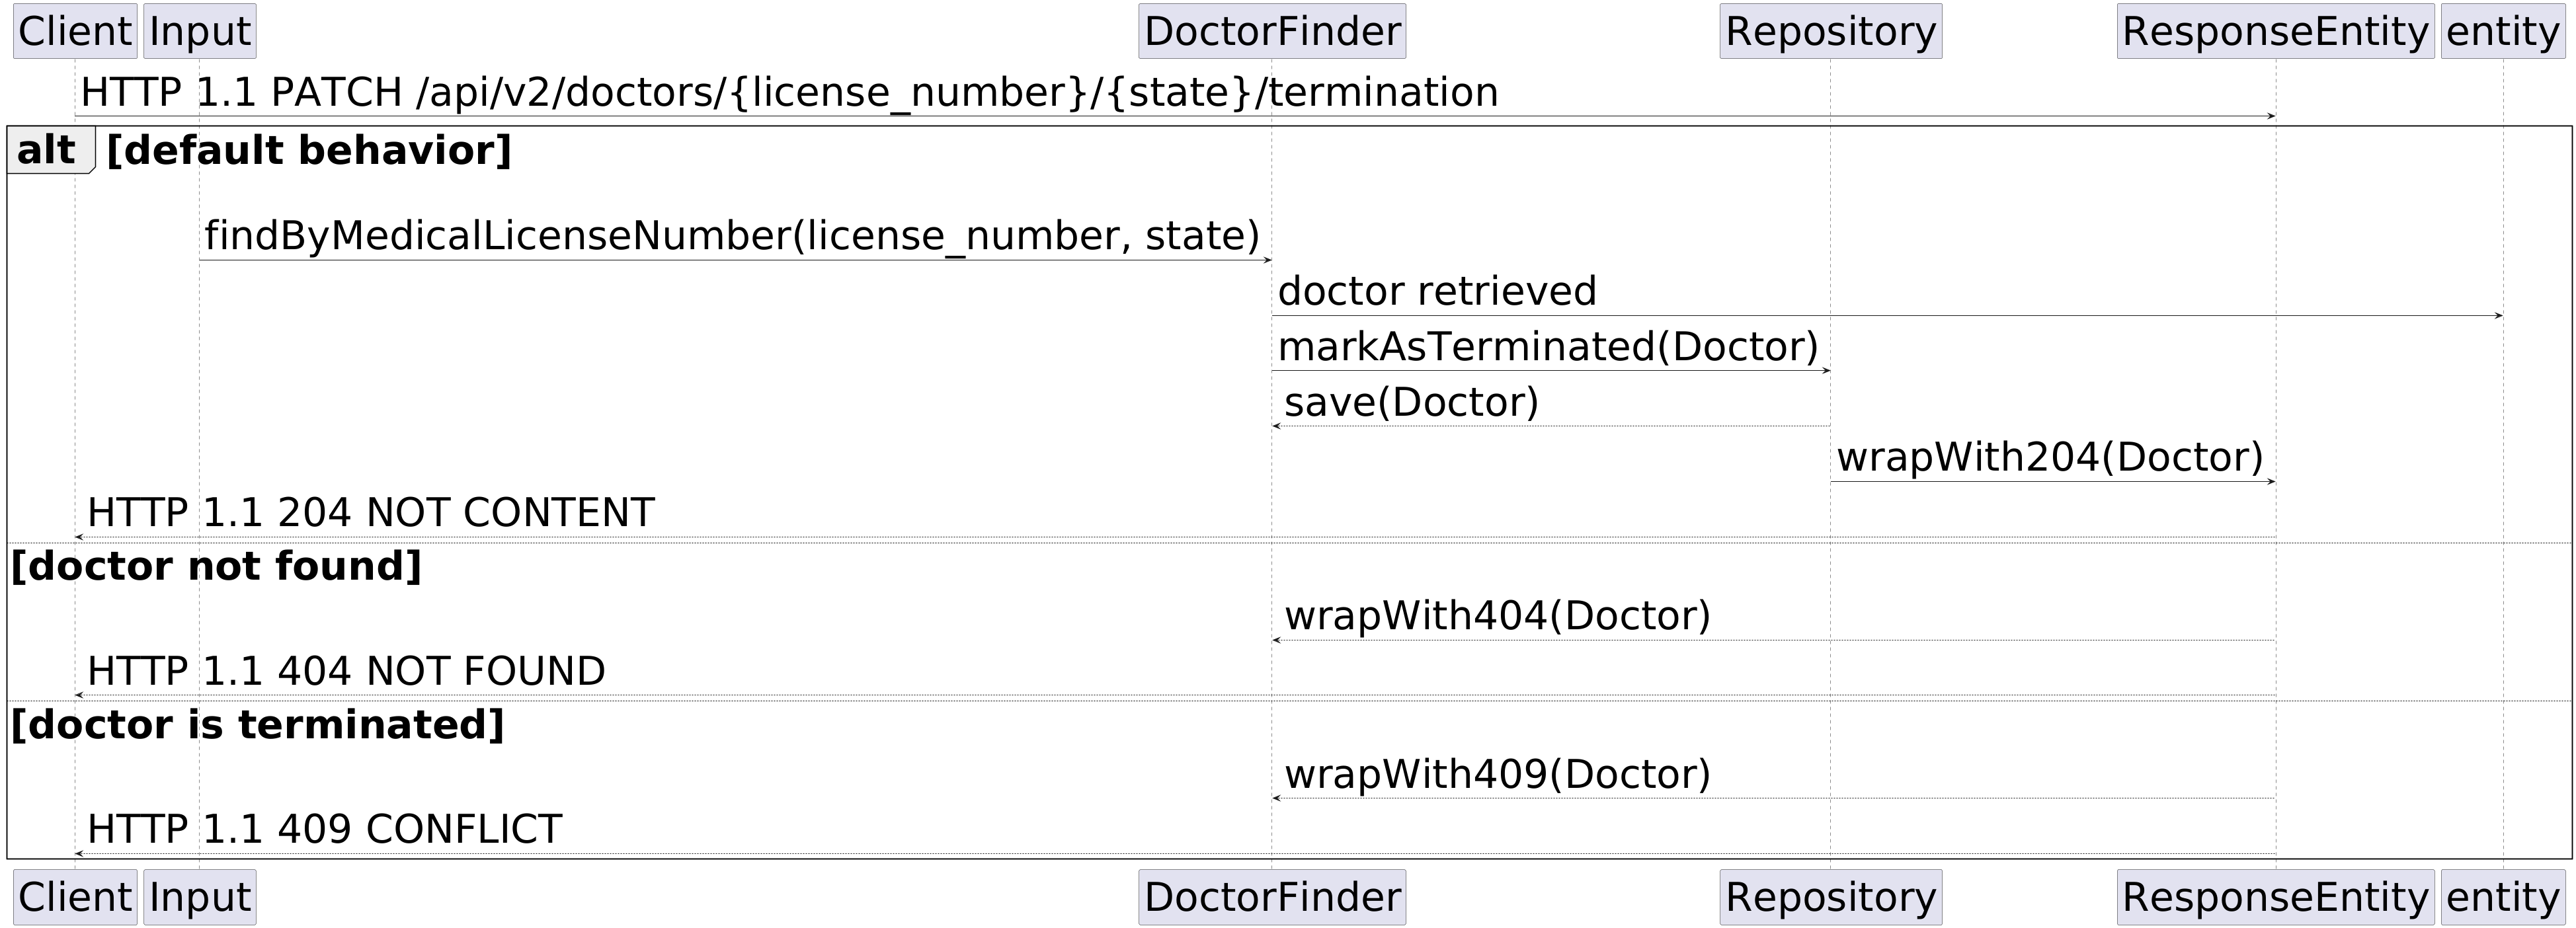 Client Input DoctorFinder Repository ResponseEntity entity
HTTP 1.1 PATCH /api/v2/doctors/{license_number}/{state}/termination
alt [default behavior]
findByMedicalLicenseNumber(license_number, state)
doctor retrieved
markAsTerminated(Doctor)
save(Doctor)
wrapWith204(Doctor)
HTTP 1.1 204 NOT CONTENT
[doctor not found]
wrapWith404(Doctor)
HTTP 1.1 404 NOT FOUND
[doctor is terminated]
wrapWith409(Doctor)
HTTP 1.1 409 CONFLICT
Client Input DoctorFinder Repository ResponseEntity entity